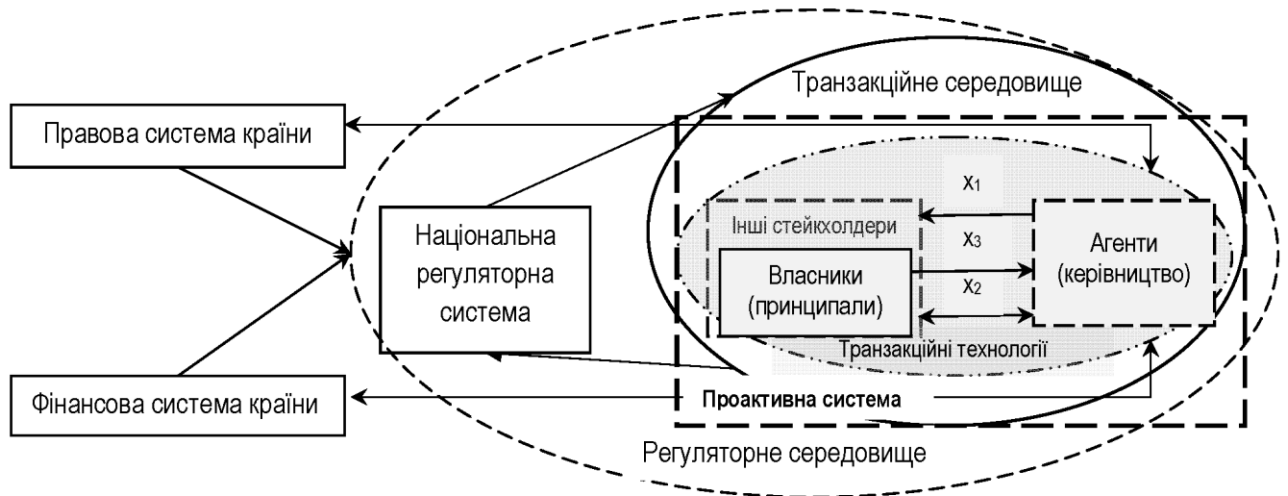 Транзакційне середовище
Правова система країни
x1
Інші стейкхолдери
Національна
регуляторна
система
x3
Агенти
(керівництво)
Власники
(принципали)
x2
Транзакційні технології
Фінансова система країни
Проактивна система
Регуляторне середовище